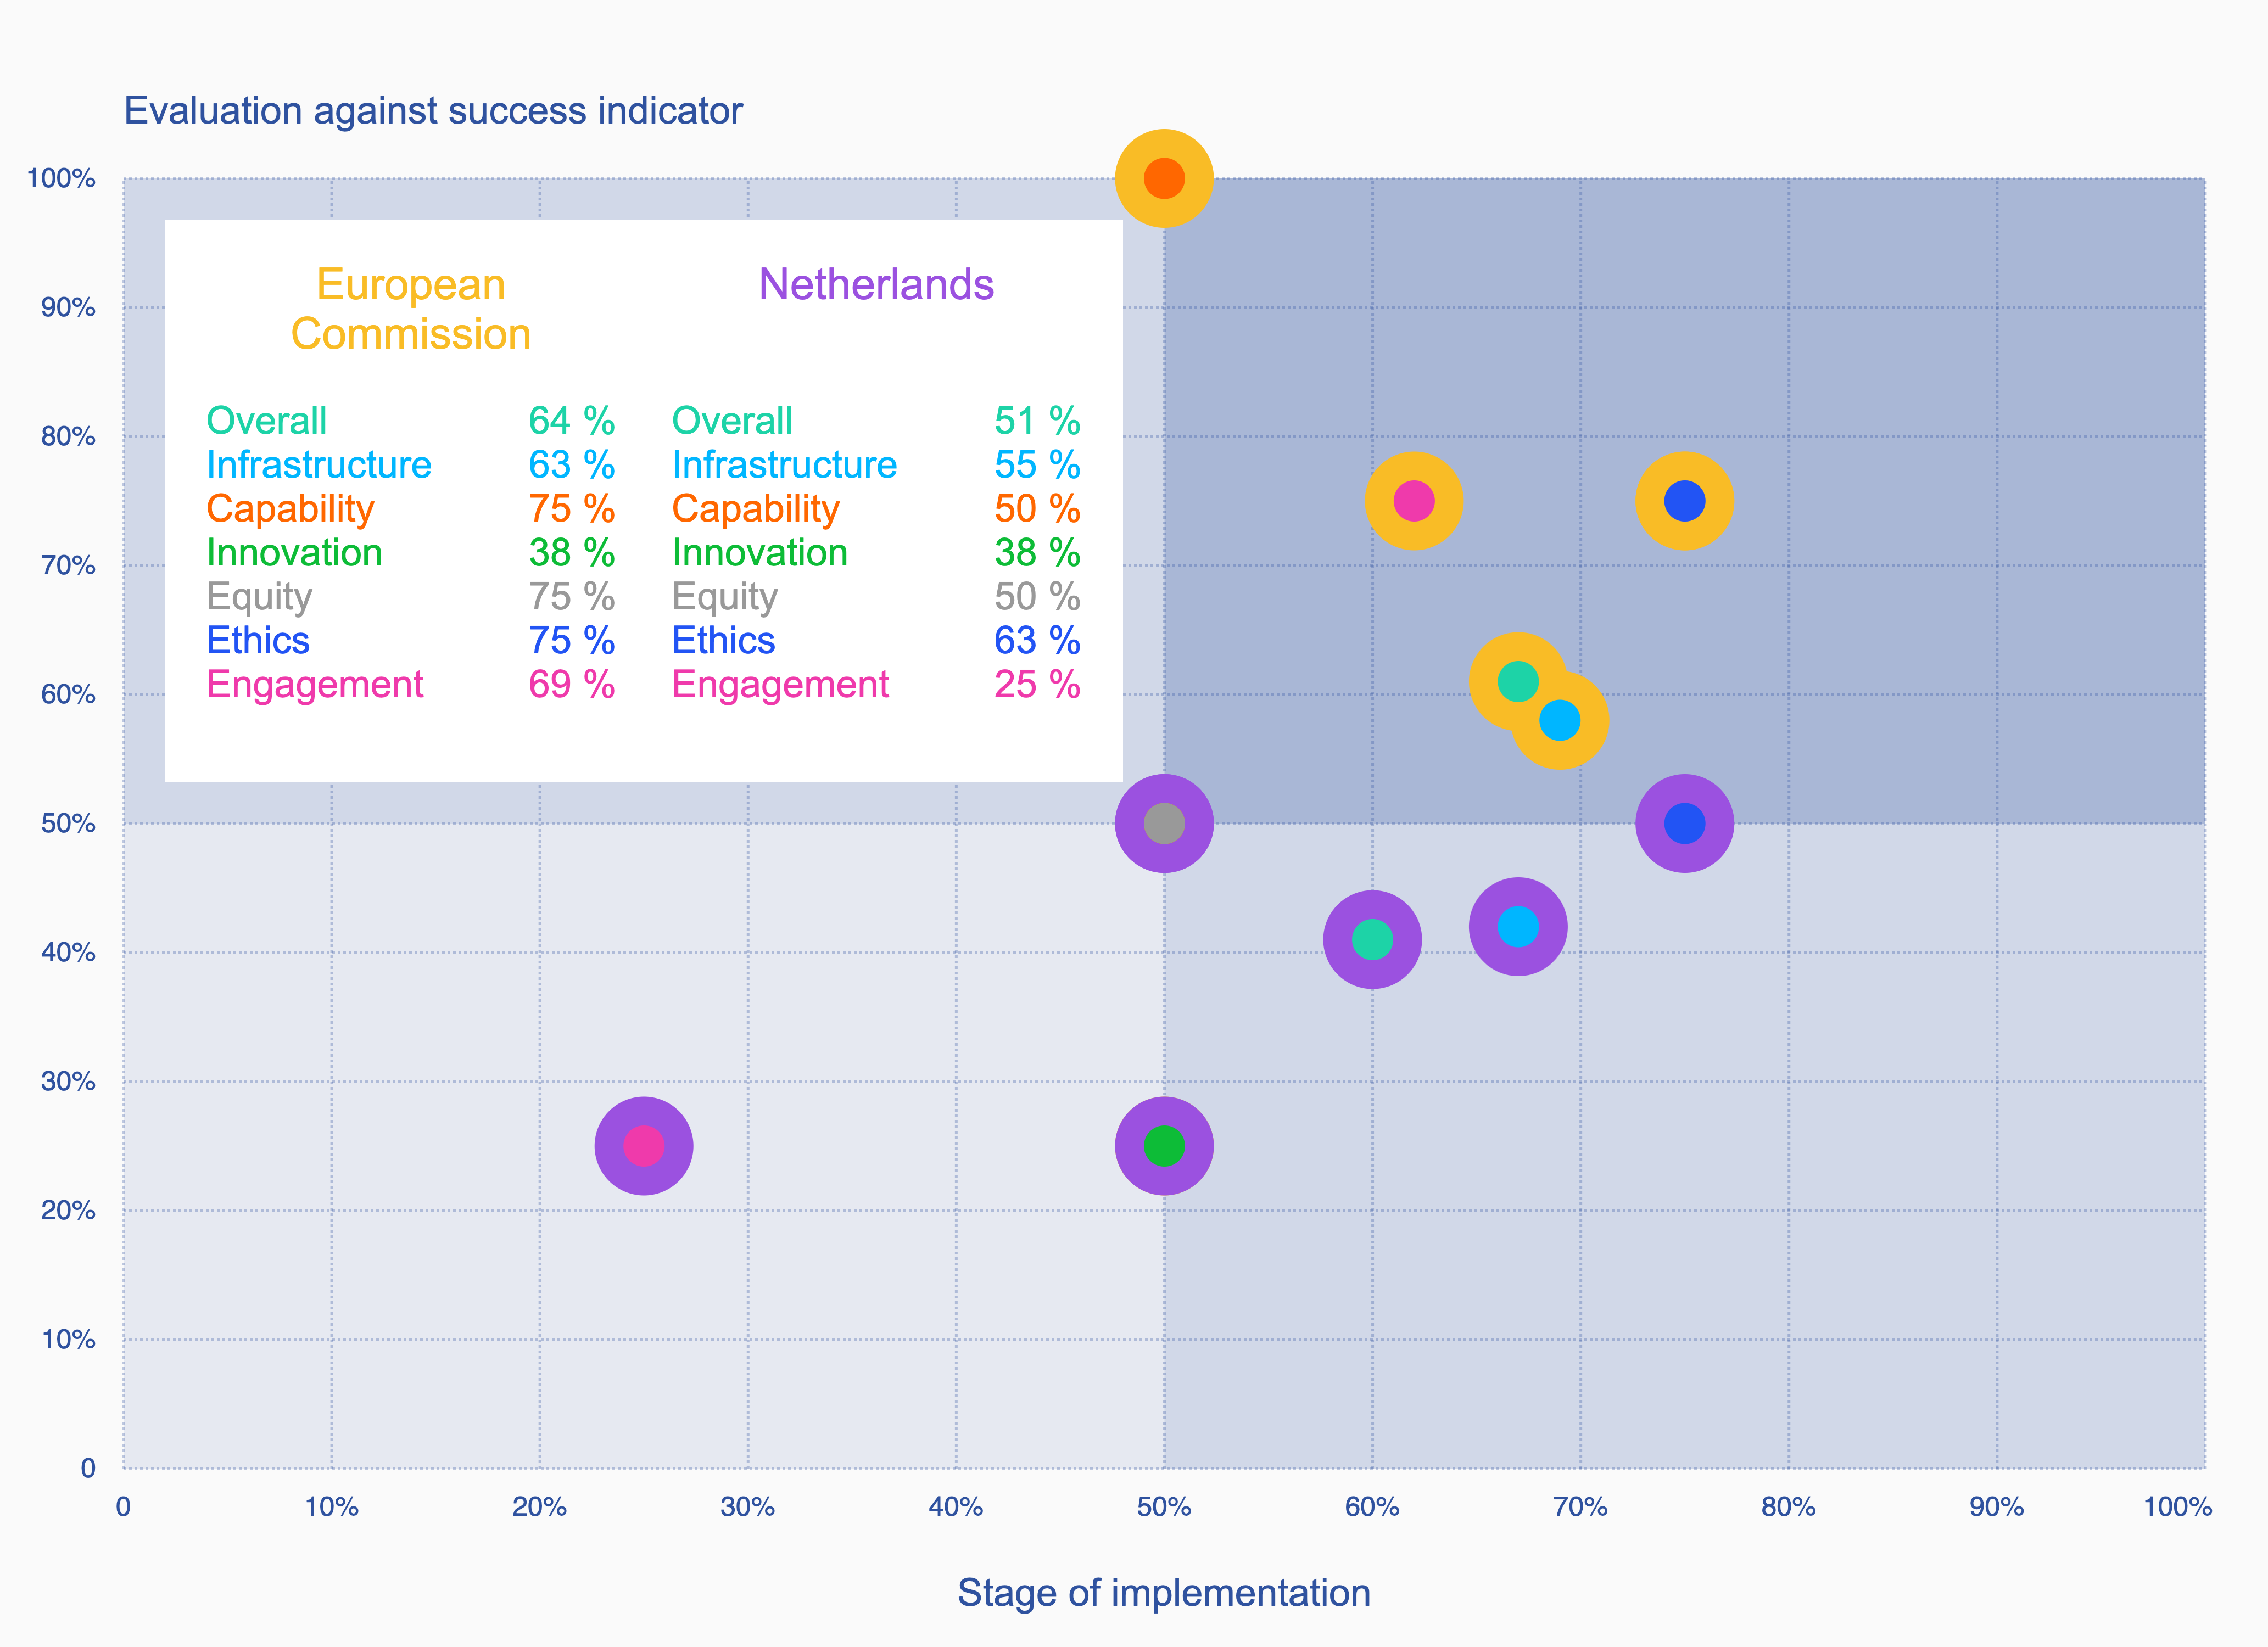 Evaluation against success indicator
100%
90%
80%
70%
60%
50%
40%
30%
20%
10%
0
European
Commission
Overall 64 %
Infrastructure 63 %
Capability 75 %
Innovation 38 %
Equity 75 %
Ethics 75 %
Engagement 69 %
Netherlands
Overall 51 %
Infrastructure 55 %
Capability 50 %
Innovation 38 %
Equity 50 %
Ethics 63 %
Engagement 25 %
0 10% 20% 30% 40% 50% 60% 70% 80% 90% 100%
Stage of implementation